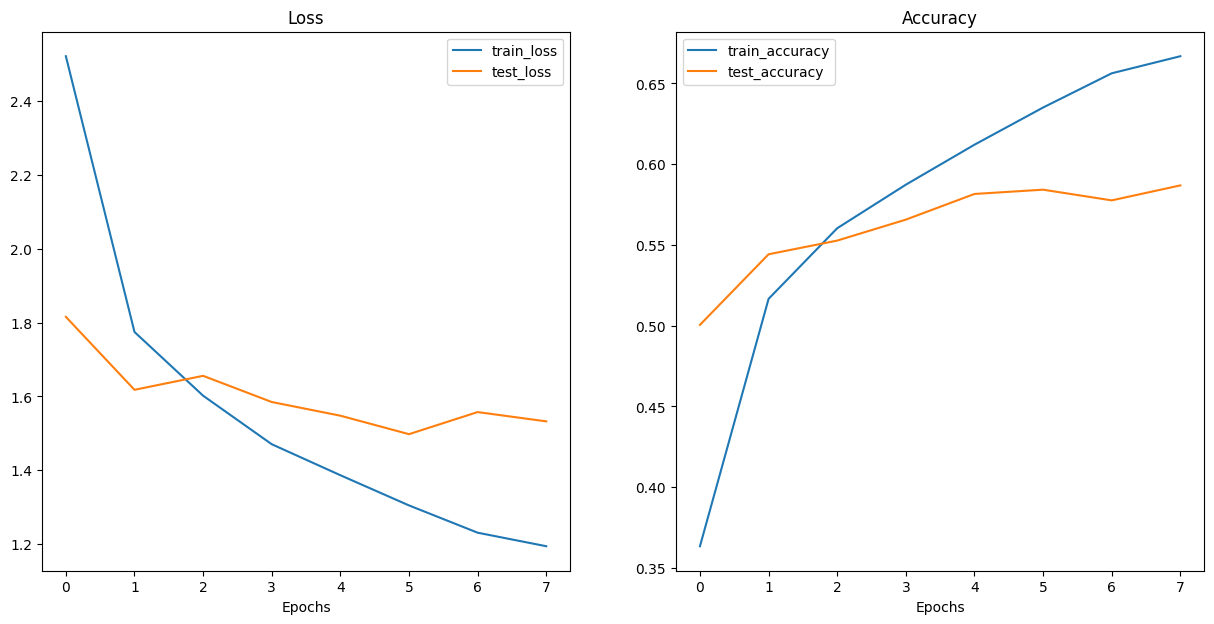 Loss
train_loss
test_loss
2.4
2.2
2.0
1.8
1.6
1.4
1.2
0 1 2 3 4 5 6 7
Epochs
Accuracy
train_accuracy
test_accuracy
0.65
0.60
0.55
0.50
0.45
0.40
0.35
0 1 2 3 4 5 6 7
Epochs